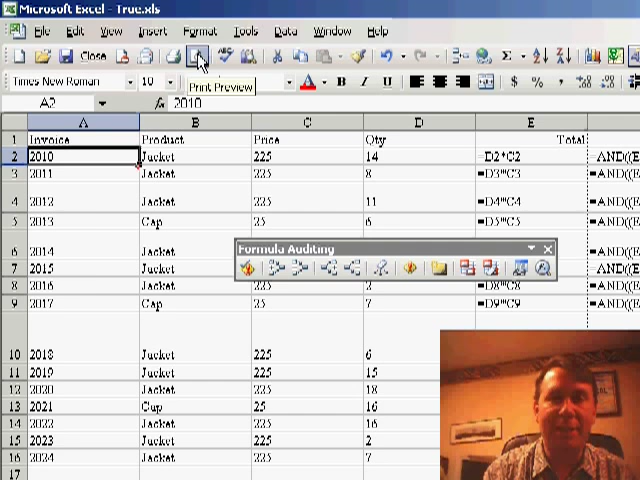 Microsoft Excel - True.xls
File Edit View Insert Format Tools Data Window Help
Close
Times New Roman 10 B I U $ % ,
Print Preview
A2 fx 2010
A B C D E
1 Invoice Product Price Qty Total
2 2010 Jacket 225 14 =D2*C2 =AND((E
3 2011 Jacket 225 8 =D3*C3 =AND((E
4 2012 Jacket 225 11 =D4*C4 =AND((E
5 2013 Cap 25 6 =D5*C5 =AND((E
Formula Auditing
6 2014 Jacket =AND((E
7 2015 Jacket =AND((E
8 2016 Jacket 225 2 =D8*C8 =AND((E
9 2017 Cap 25 7 =D9*C9 =AND((E
10 2018 Jacket 225 6
11 2019 Jacket 225 15
12 2020 Jacket 225 18
13 2021 Cup 25 16
14 2022 Jacket 225 16
15 2023 Jacket 225 2
16 2024 Jacket 225 7
17